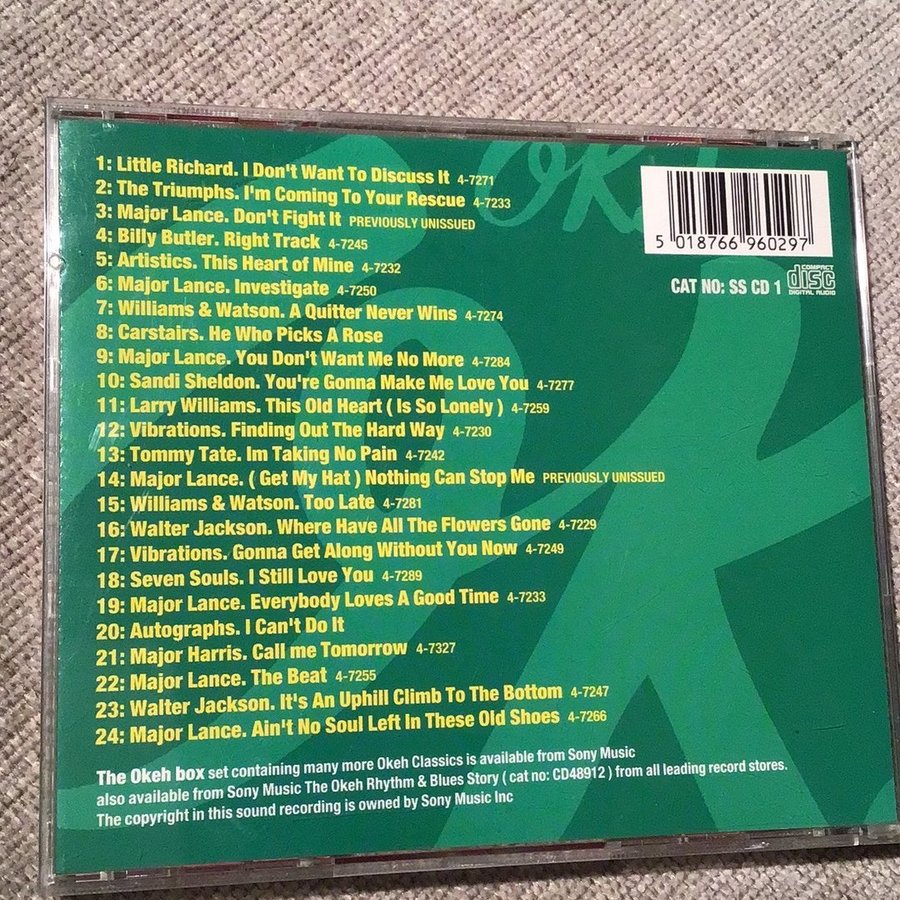 1: Little Richard. I Don't Want To Discuss It 4-7271
2: The Triumphs. I'm Coming To Your Rescue 4-7233
3: Major Lance. Don't Fight It PREVIOUSLY UNISSUED
4: Billy Butler. Right Track 4-7245
5: Artistics. This Heart of Mine 4-7232
6: Major Lance. Investigate 4-7250
7: Williams & Watson. A Quitter Never Wins 4-7274
8: Carstairs. He Who Picks A Rose
9: Major Lance. You Don't Want Me No More 4-7284
10: Sandi Sheldon. You're Gonna Make Me Love You 4-7277
11: Larry Williams. This Old Heart ( Is So Lonely ) 4-7259
12: Vibrations. Finding Out The Hard Way 4-7230
13: Tommy Tate. Im Taking No Pain 4-7242
14: Major Lance. ( Get My Hat ) Nothing Can Stop Me PREVIOUSLY UNISSUED
15: Williams & Watson. Too Late 4-7281
16: Walter Jackson. Where Have All The Flowers Gone 4-7229
17: Vibrations. Gonna Get Along Without You Now 4-7249
18: Seven Souls. I Still Love You 4-7289
19: Major Lance. Everybody Loves A Good Time 4-7233
20: Autographs. I Can't Do It
21: Major Harris. Call me Tomorrow 4-7327
22: Major Lance. The Beat 4-7255
23: Walter Jackson. It's An Uphill Climb To The Bottom 4-7247
24: Major Lance. Ain't No Soul Left In These Old Shoes 4-7266
The Okeh box set containing many more Okeh Classics is available from Sony Music
also available from Sony Music The Okeh Rhythm & Blues Story ( cat no: CD48912 ) from all leading record stores.
The copyright in this sound recording is owned by Sony Music Inc
5 018766 960297
CAT NO: SS CD 1
COMPACT
disc
DIGITAL AUDIO